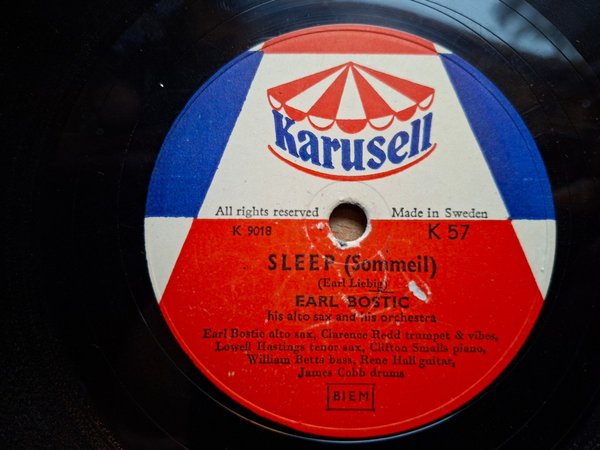 Karusell
All rights reserved Made in Sweden
K 9018 K 57
SLEEP (Sommeil)
(Earl Liebig)
EARL BOSTIC
his alto sax and his orchestra
Earl Bostic alto sax, Clarence Redd trumpet & vibes,
Lowell Hastings tenor sax, Clifton Smalls piano,
William Betts bass, Rene Hall guitar,
James Cobb drums
BIEM